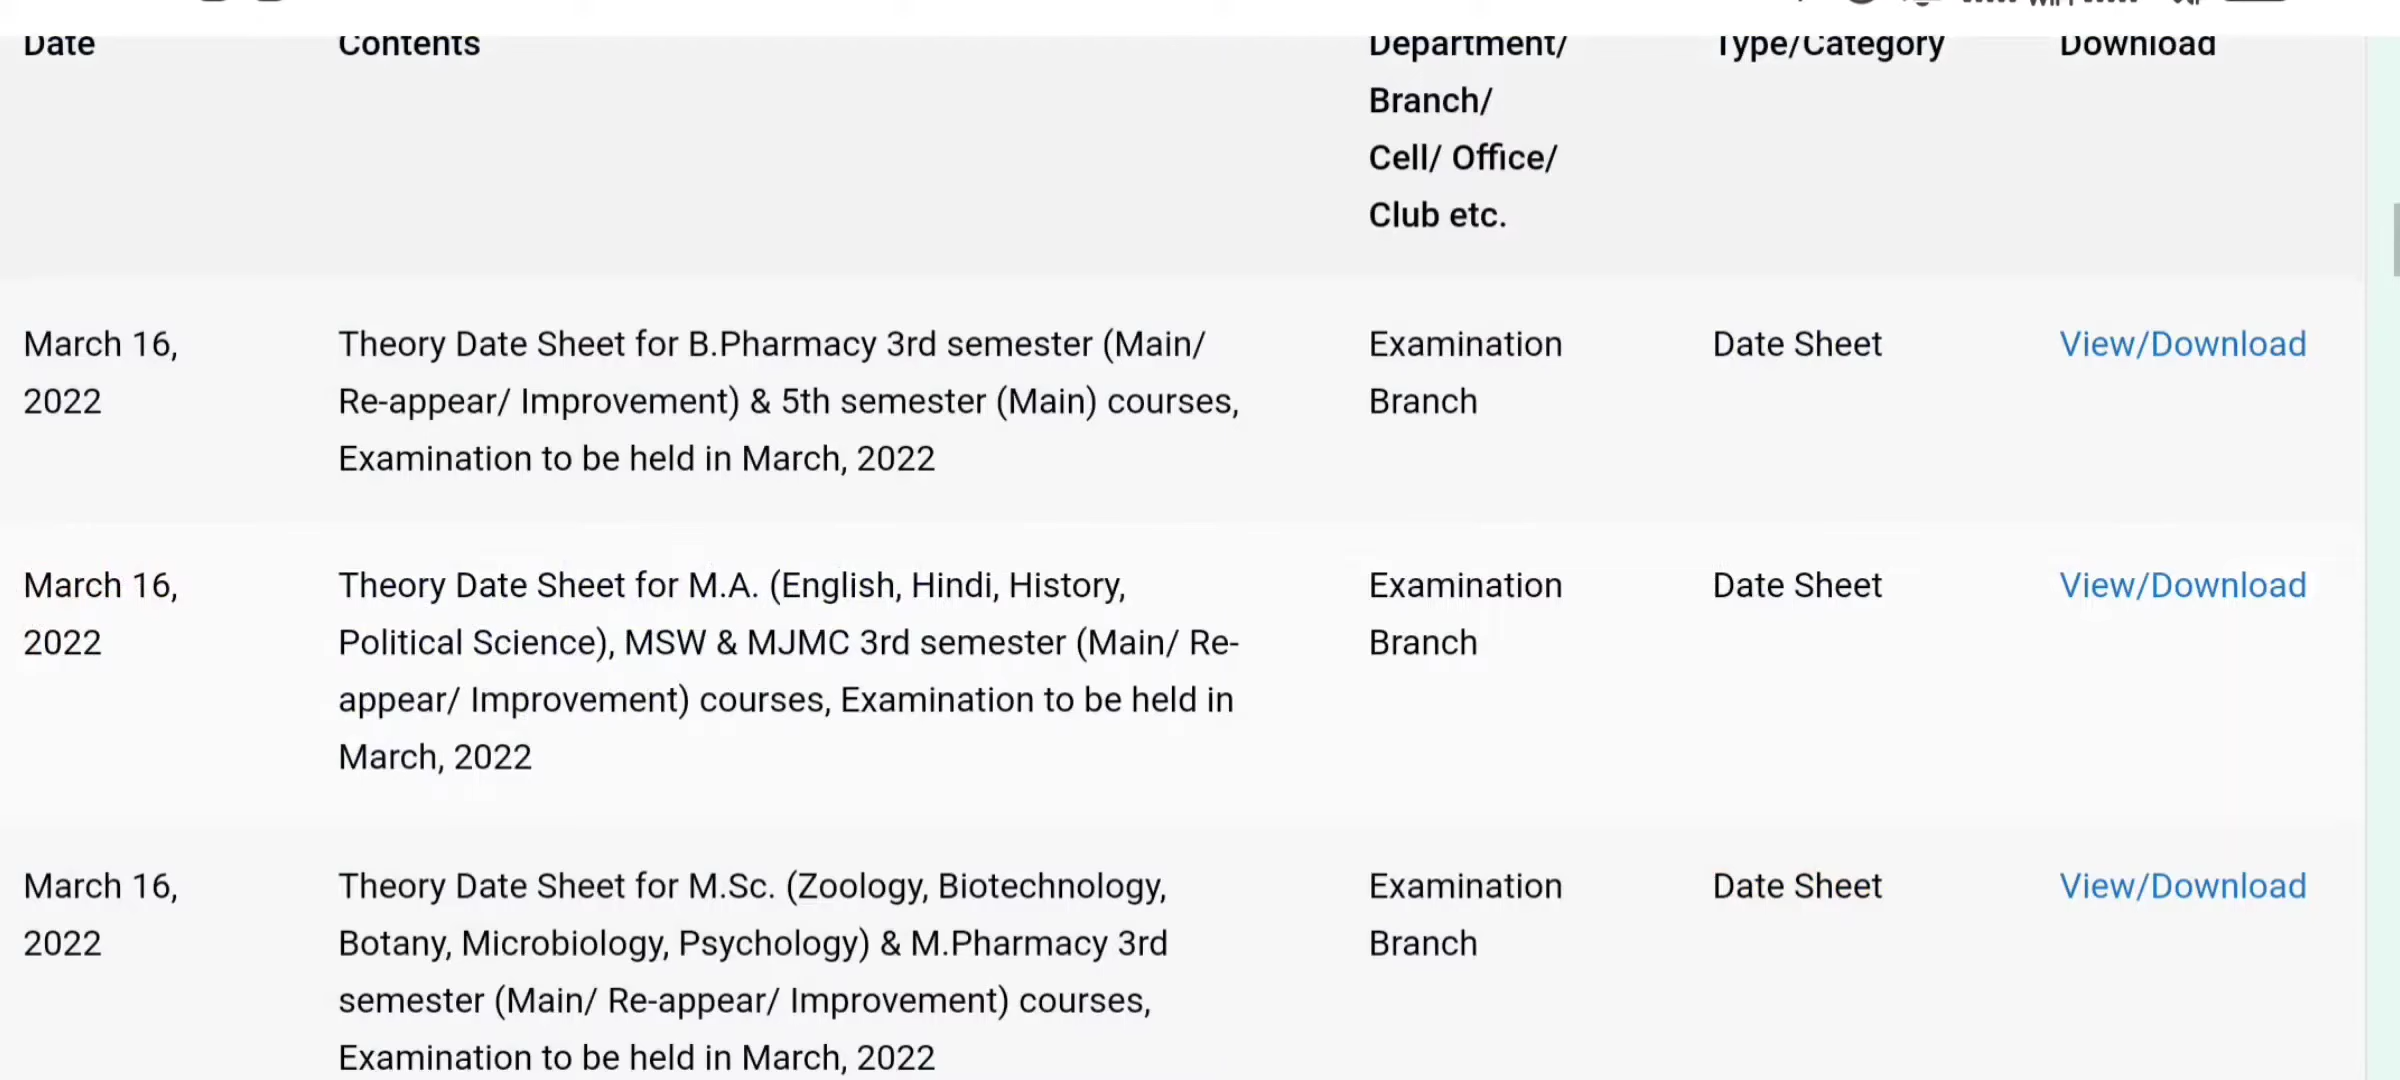 Date Contents Department/ Type/Category Download
Branch/
Cell/ Office/
Club etc.
March 16, Theory Date Sheet for B.Pharmacy 3rd semester (Main/ Examination Date Sheet View/Download
2022 Re-appear/ Improvement) & 5th semester (Main) courses, Branch
Examination to be held in March, 2022
March 16, Theory Date Sheet for M.A. (English, Hindi, History, Examination Date Sheet View/Download
2022 Political Science), MSW & MJMC 3rd semester (Main/ Re- Branch
appear/ Improvement) courses, Examination to be held in
March, 2022
March 16, Theory Date Sheet for M.Sc. (Zoology, Biotechnology, Examination Date Sheet View/Download
2022 Botany, Microbiology, Psychology) & M.Pharmacy 3rd Branch
semester (Main/ Re-appear/ Improvement) courses,
Examination to be held in March, 2022